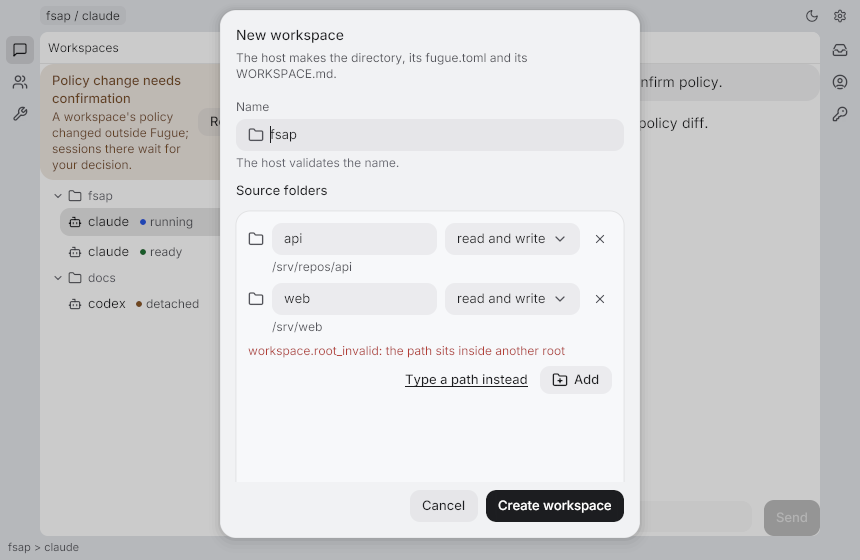 fsap / claude
Workspaces
Policy change needs
confirmation
A workspace's policy
changed outside Fugue;
sessions there wait for
your decision.
fsap
claude running
claude ready
docs
codex detached
New workspace
The host makes the directory, its fugue.toml and its
WORKSPACE.md.
Name
fsap
The host validates the name.
Source folders
api read and write
/srv/repos/api
web read and write
/srv/web
workspace.root_invalid: the path sits inside another root
Type a path instead Add
Cancel Create workspace
nfirm policy.
policy diff.
Send
fsap > claude